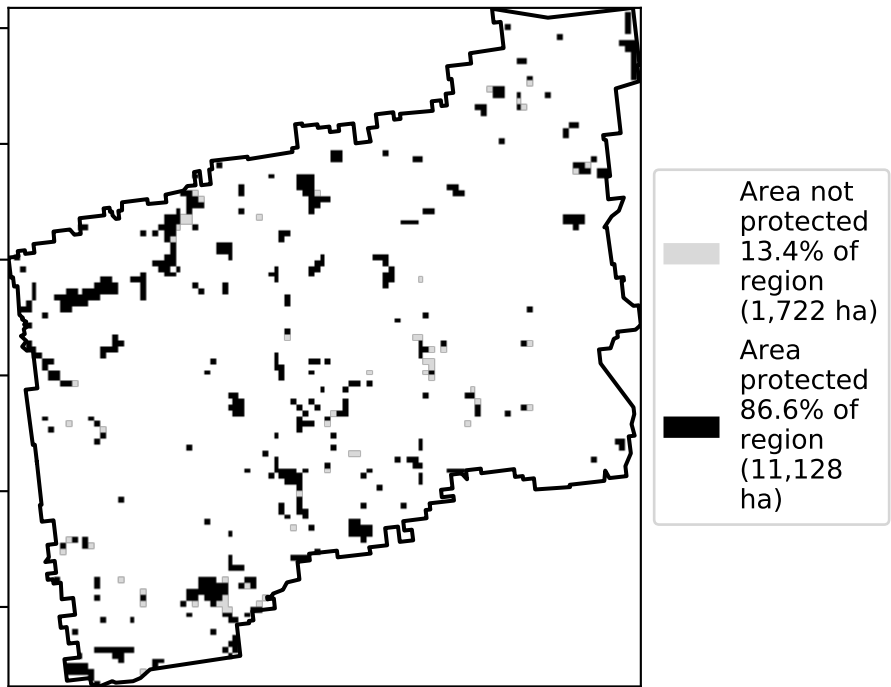 Area not
protected
13.4% of
region
(1,722 ha)
Area
protected
86.6% of
region
(11,128
ha)